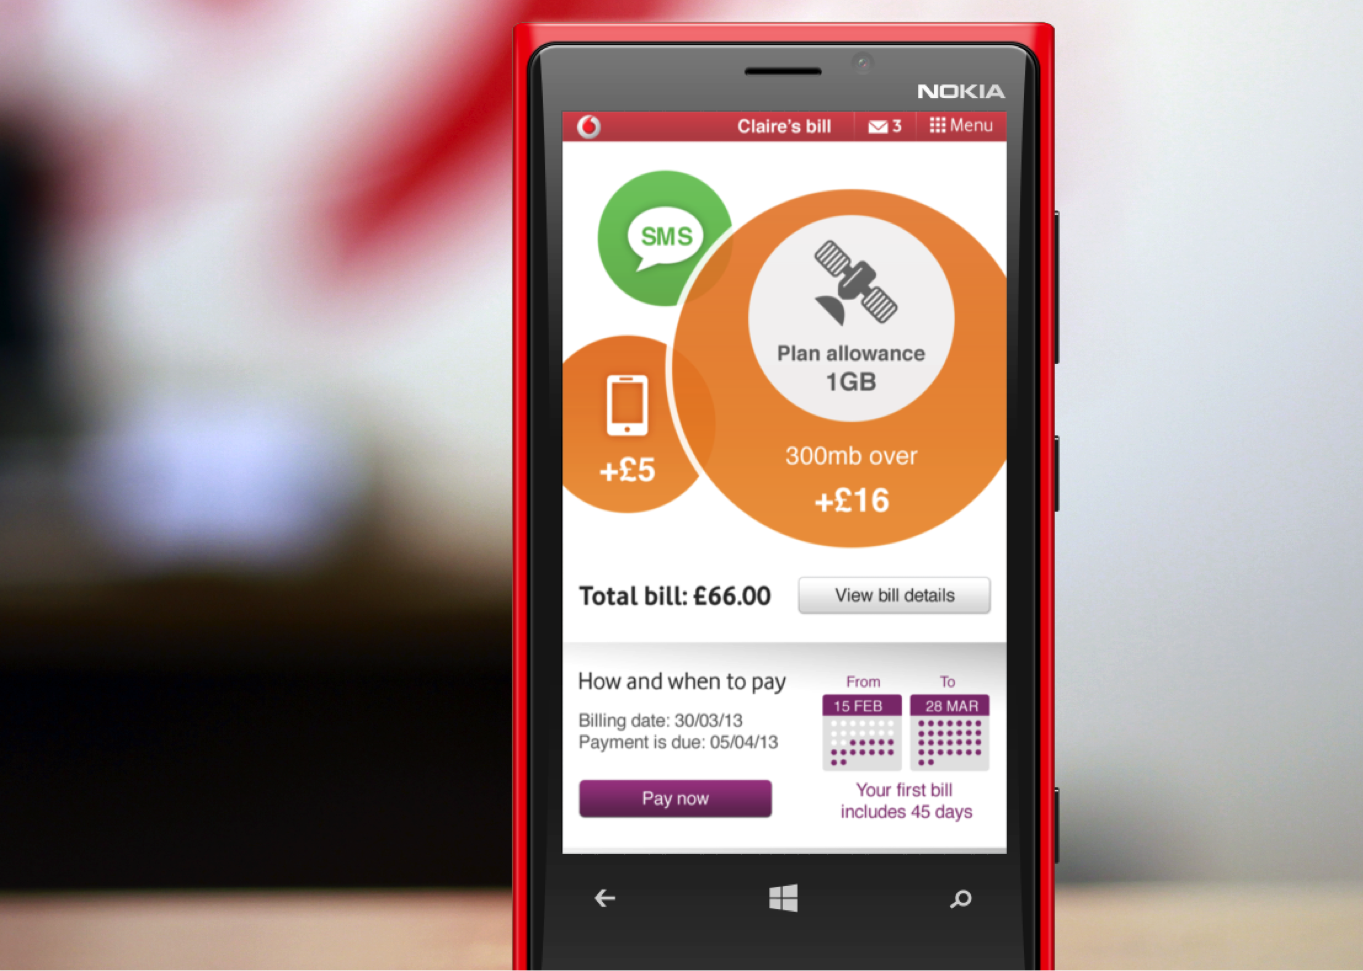 NOKIA
Claire's bill
3
Menu
SMS
Plan allowance
1GB
+£5
300mb over
+£16
Total bill: £66.00
View bill details
How and when to pay
Billing date: 30/03/13
Payment is due: 05/04/13
Pay now
From
To
15 FEB
28 MAR
Your first bill
includes 45 days